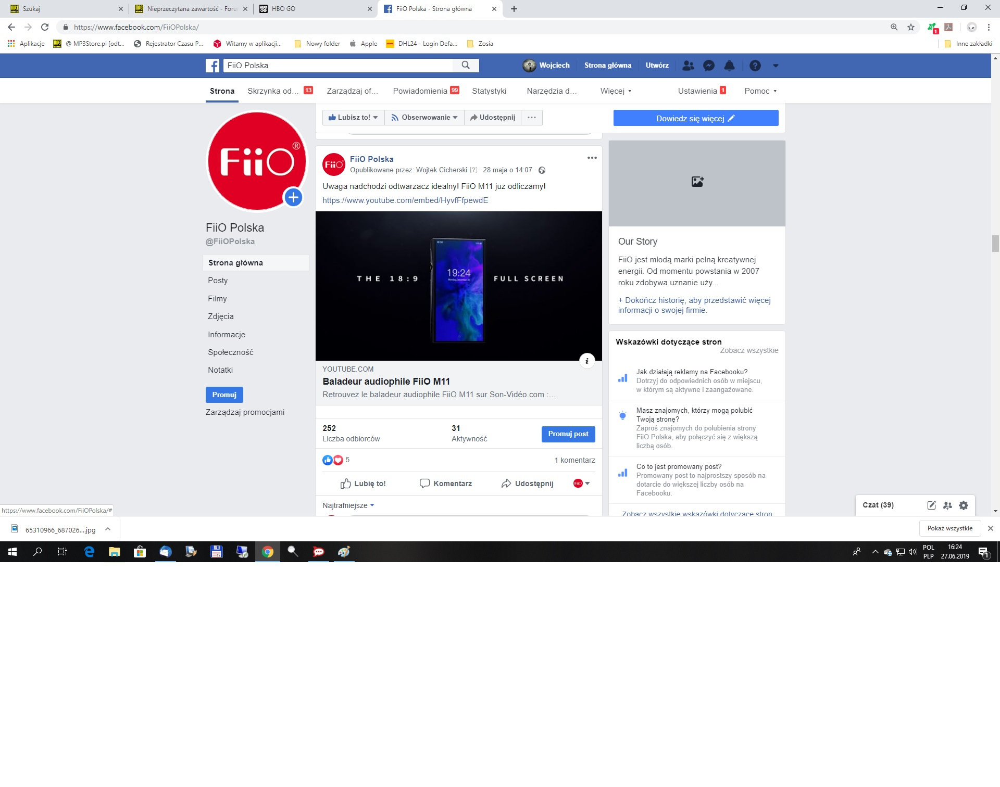 Szukaj
Nieprzeczytana zawartość - Foru
HBO GO
FiiO Polska - Strona główna
https://www.facebook.com/FiiOPolska/
1
Aplikacje
@ MP3Store.pl [odt...
Rejestrator Czasu P...
Witamy w aplikacji...
Nowy folder
Apple
DHL24 - Login Defa...
Zosia
Inne zakładki
FiiO Polska
Wojciech
Strona główna
Utwórz
Strona
Skrzynka od... 13
Zarządzaj of...
Powiadomienia 99
Statystyki
Narzędzia d...
Więcej
Ustawienia 1
Pomoc
Lubisz to!
Obserwowanie
Udostępnij
...
Dowiedz się więcej
FiiO®
FiiO Polska
@FiiOPolska
Strona główna
Posty
Filmy
Zdjęcia
Informacje
Społeczność
Notatki
Promuj
Zarządzaj promocjami
FiiO
FiiO Polska
Opublikowane przez: Wojtek Cicherski [?] · 28 maja o 14:07 ·
Uwaga nadchodzi odtwarzacz idealny! FiiO M11 już odliczamy!
https://www.youtube.com/embed/HyvfFfpewdE
THE 18:9
19:24
FULL SCREEN
i
YOUTUBE.COM
Baladeur audiophile FiiO M11
Retrouvez le baladeur audiophile FiiO M11 sur Son-Vidéo.com :...
252
Liczba odbiorców
31
Aktywność
Promuj post
5
1 komentarz
Lubię to!
Komentarz
Udostępnij
FiiO
Najtrafniejsze
Our Story
FiiO jest młodą marki pełną kreatywnej
energii. Od momentu powstania w 2007
roku zdobywa uznanie uży...
+ Dokończ historię, aby przedstawić więcej
informacji o swojej firmie.
Wskazówki dotyczące stron
Zobacz wszystkie
Jak działają reklamy na Facebooku?
Dotrzyj do odpowiednich osób w miejscu,
w którym są aktywne i zaangażowane.
Masz znajomych, którzy mogą polubić
Twoją stronę?
Zaproś znajomych do polubienia strony
FiiO Polska, aby połączyć się z większą
liczbą osób.
Co to jest promowany post?
Promowany post to najprostszy sposób na
dotarcie do większej liczby osób na
Facebooku.
Zobacz wszystkie wskazówki dotyczące stron
Czat (39)
https://www.facebook.com/FiiOPolska/#
65310966_687026....jpg
Pokaż wszystkie
POL
PLP
16:24
27.06.2019
1